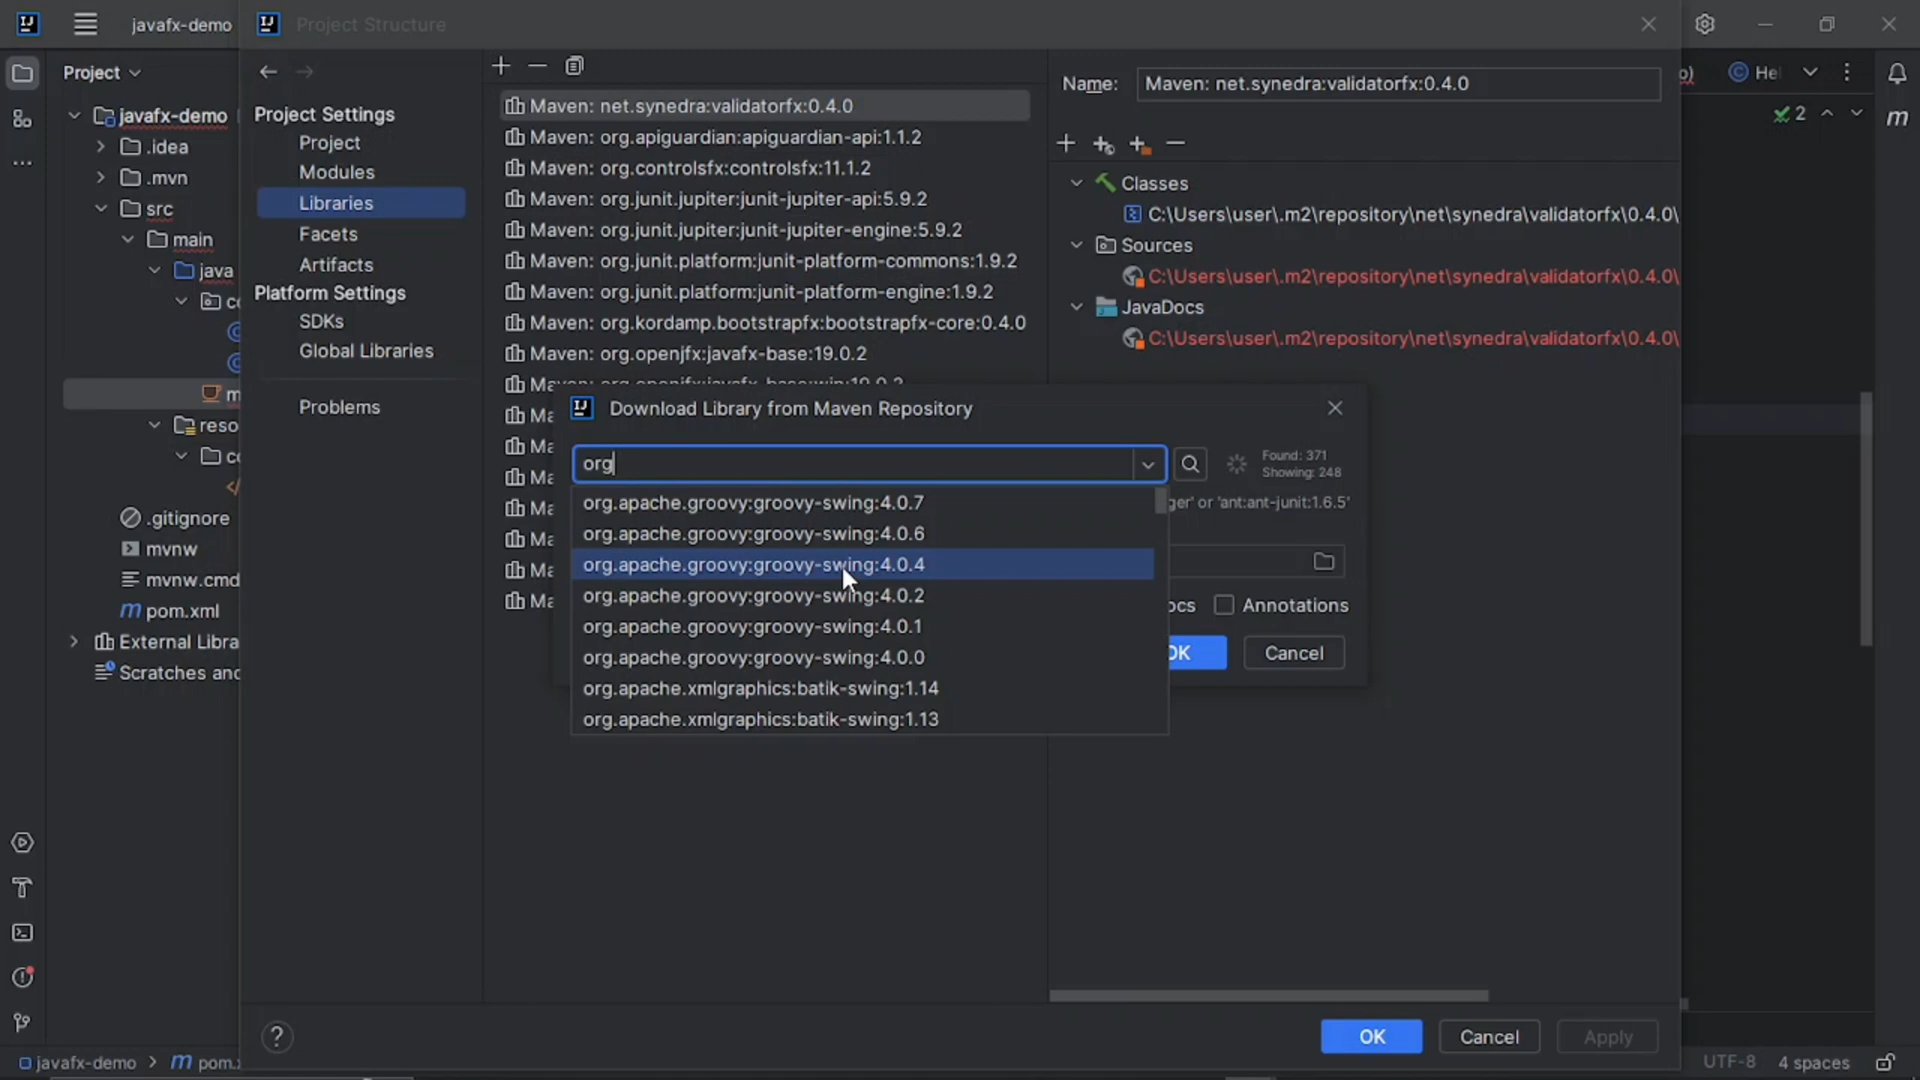 javafx-demo
Project Structure
Project
javafx-demo
.idea
.mvn
src
main
java
m
.gitignore
mvnw
mvnw.cmd
pom.xml
Project Settings
Project
Modules
Libraries
Facets
Artifacts
Platform Settings
SDKs
Global Libraries
Problems
Maven: net.synedra:validatorfx:0.4.0
Maven: org.apiguardian:apiguardian-api:1.1.2
Maven: org.controlsfx:controlsfx:11.1.2
Maven: org.junit.jupiter:junit-jupiter-api:5.9.2
Maven: org.junit.jupiter:junit-jupiter-engine:5.9.2
Maven: org.junit.platform:junit-platform-commons:1.9.2
Maven: org.junit.platform:junit-platform-engine:1.9.2
Maven: org.kordamp.bootstrapfx:bootstrapfx-core:0.4.0
Maven: org.openjfx:javafx-base:19.0.2
Name: Maven: net.synedra:validatorfx:0.4.0
Classes
C:\Users\user\.m2\repository\net\synedra\validatorfx\0.4.0\
Sources
C:\Users\user\.m2\repository\net\synedra\validatorfx\0.4.0\
JavaDocs
C:\Users\user\.m2\repository\net\synedra\validatorfx\0.4.0\
2
Download Library from Maven Repository
org
Found: 371
Showing: 248
org.apache.groovy:groovy-swing:4.0.7
org.apache.groovy:groovy-swing:4.0.6
org.apache.groovy:groovy-swing:4.0.4
org.apache.groovy:groovy-swing:4.0.2
org.apache.groovy:groovy-swing:4.0.1
org.apache.groovy:groovy-swing:4.0.0
org.apache.xmlgraphics:batik-swing:1.14
org.apache.xmlgraphics:batik-swing:1.13
ger' or 'ant:ant-junit:1.6.5'
Annotations
OK Cancel
External Libra
Scratches and
OK Cancel Apply
javafx-demo > pom.x
UTF-8 4 spaces